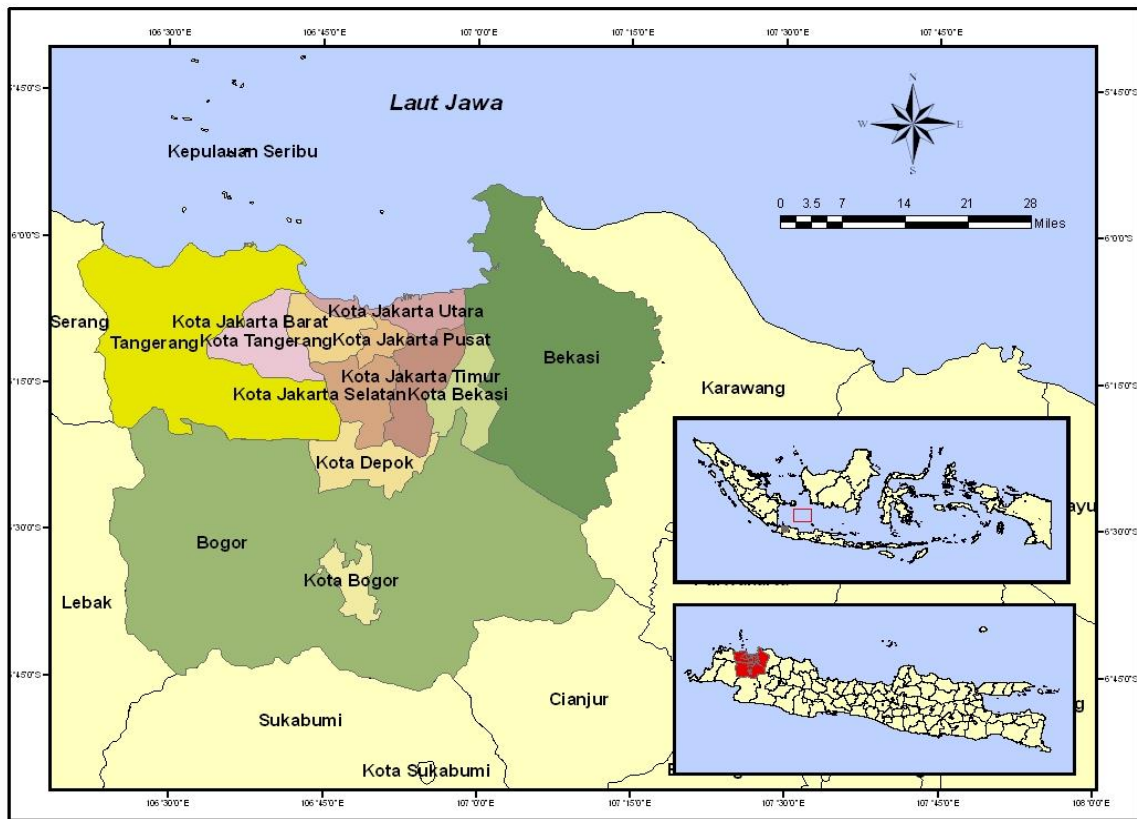 106°30'0"E 106°45'0"E 107°0'0"E 107°15'0"E 107°30'0"E 107°45'0"E
5°45'0"S
Laut Jawa
N
W E
S
Kepulauan Seribu
0 3.5 7 14 21 28
Miles
6°0'0"S 6°0'0"S
Serang
Kota Jakarta Utara
Kota Jakarta Barat
Tangerang
Kota Tangerang
Kota Jakarta Pusat
Bekasi
6°15'0"S 6°15'0"S
Kota Jakarta Timur
Kota Jakarta Selatan
Kota Bekasi
Karawang
Kota Depok
6°30'0"S 6°30'0"S
Bogor
Kota Bogor
Lebak
6°45'0"S 6°45'0"S
Sukabumi
Cianjur
Kota Sukabumi
106°30'0"E 106°45'0"E 107°0'0"E 107°15'0"E 107°30'0"E 107°45'0"E 108°0'0"E